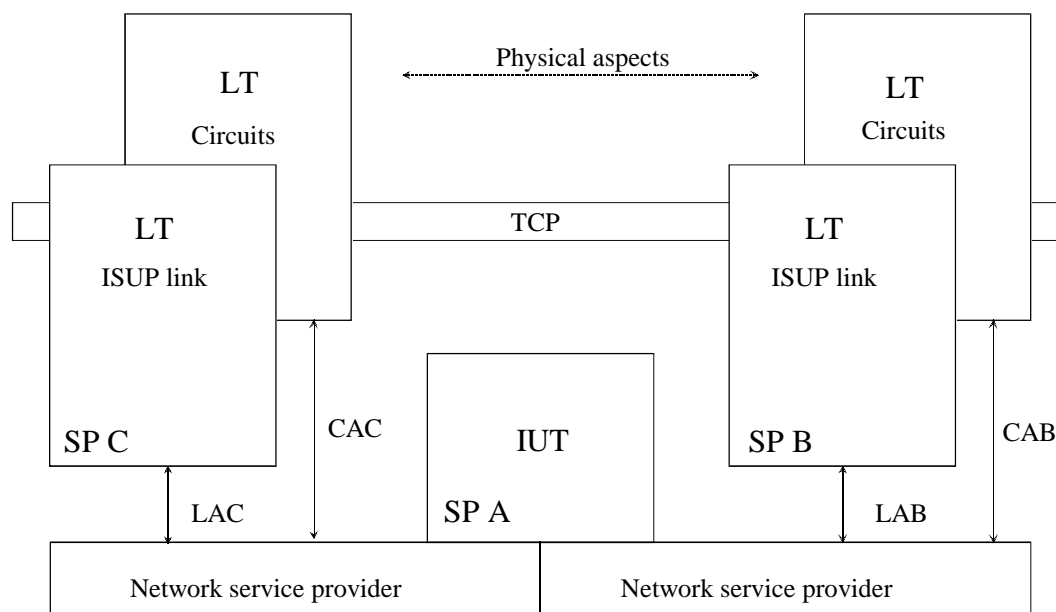 Physical aspects
LT
Circuits
LT
Circuits
TCP
LT
ISUP link
LT
ISUP link
CAC
CAB
SP C
IUT
SP B
LAC
SP A
LAB
Network service provider
Network service provider